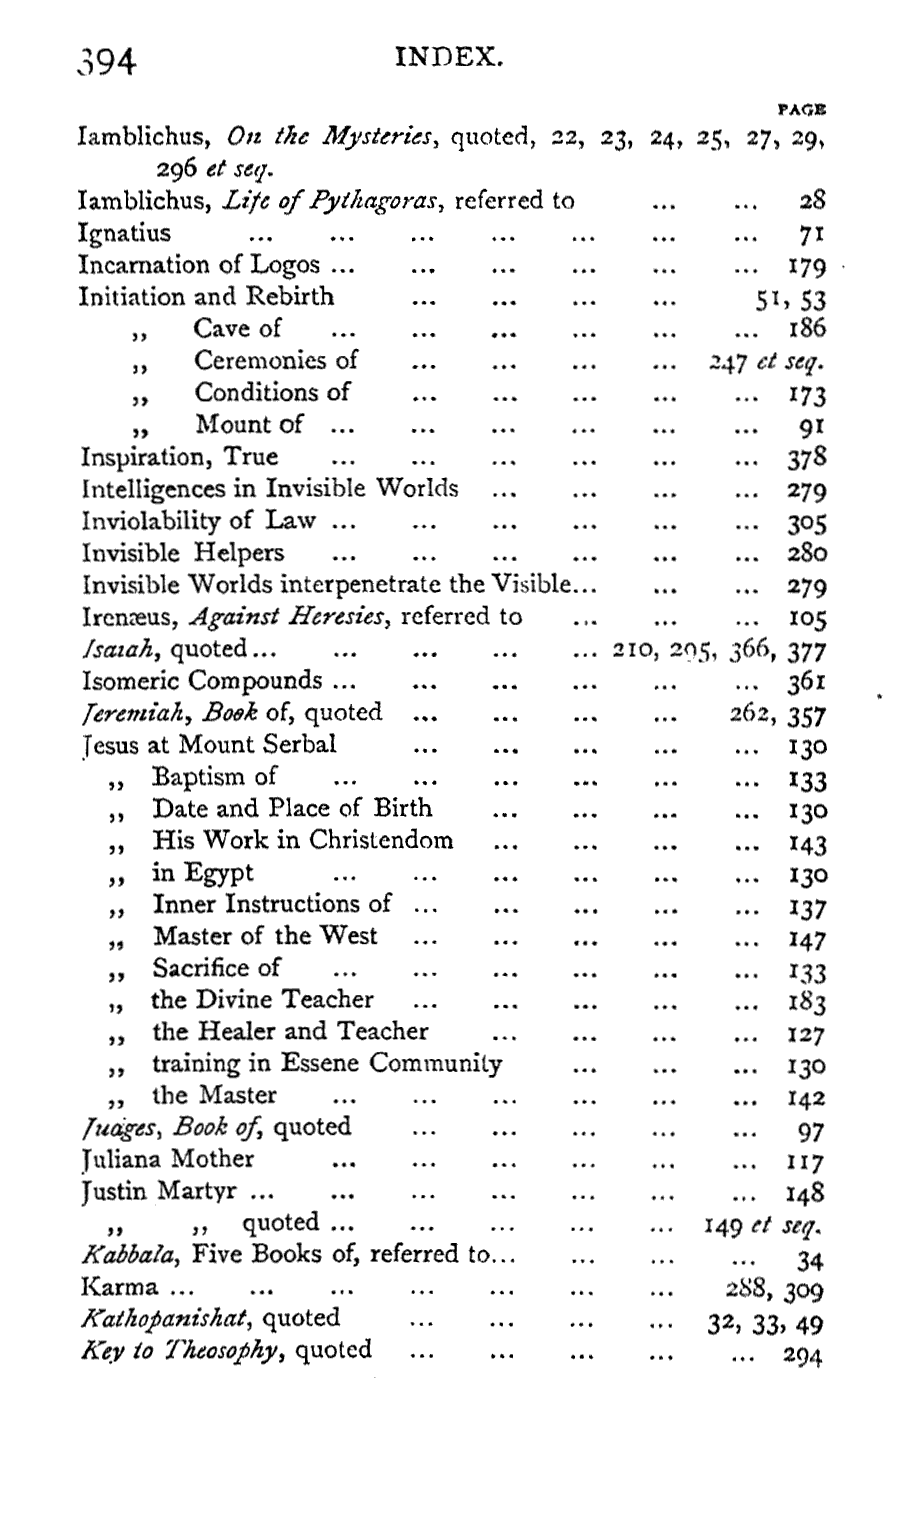 394 INDEX.
PAGE
Iamblichus, On the Mysteries, quoted, 22, 23, 24, 25, 27, 29,
296 et seq.
Iamblichus, Life of Pythagoras, referred to ... ... 28
Ignatius ... ... ... ... ... ... ... 71
Incarnation of Logos ... ... ... ... ... ... 179
Initiation and Rebirth ... ... ... ... 51, 53
,, Cave of ... ... ... ... ... ... 186
,, Ceremonies of ... ... ... ... 247 et seq.
,, Conditions of ... ... ... ... ... 173
,, Mount of ... ... ... ... ... ... 91
Inspiration, True ... ... ... ... ... ... 378
Intelligences in Invisible Worlds ... ... ... ... 279
Inviolability of Law ... ... ... ... ... ... 305
Invisible Helpers ... ... ... ... ... ... 280
Invisible Worlds interpenetrate the Visible... ... ... 279
Irenæus, Against Heresies, referred to ... ... ... 105
Isaiah, quoted... ... ... ... ... 210, 295, 366, 377
Isomeric Compounds ... ... ... ... ... ... 361
Jeremiah, Book of, quoted ... ... ... ... 262, 357
Jesus at Mount Serbal ... ... ... ... ... 130
,, Baptism of ... ... ... ... ... ... 133
,, Date and Place of Birth ... ... ... ... 130
,, His Work in Christendom ... ... ... ... 143
,, in Egypt ... ... ... ... ... ... 130
,, Inner Instructions of ... ... ... ... ... 137
,, Master of the West ... ... ... ... ... 147
,, Sacrifice of ... ... ... ... ... ... 133
,, the Divine Teacher ... ... ... ... ... 183
,, the Healer and Teacher ... ... ... ... 127
,, training in Essene Community ... ... ... 130
,, the Master ... ... ... ... ... ... 142
Judges, Book of, quoted ... ... ... ... ... 97
Juliana Mother ... ... ... ... ... ... 117
Justin Martyr ... ... ... ... ... ... ... 148
,, ,, quoted ... ... ... ... ... 149 et seq.
Kabbala, Five Books of, referred to... ... ... ... 34
Karma ... ... ... ... ... ... ... 288, 309
Kathopanishat, quoted ... ... ... ... 32, 33, 49
Key to Theosophy, quoted ... ... ... ... ... 294